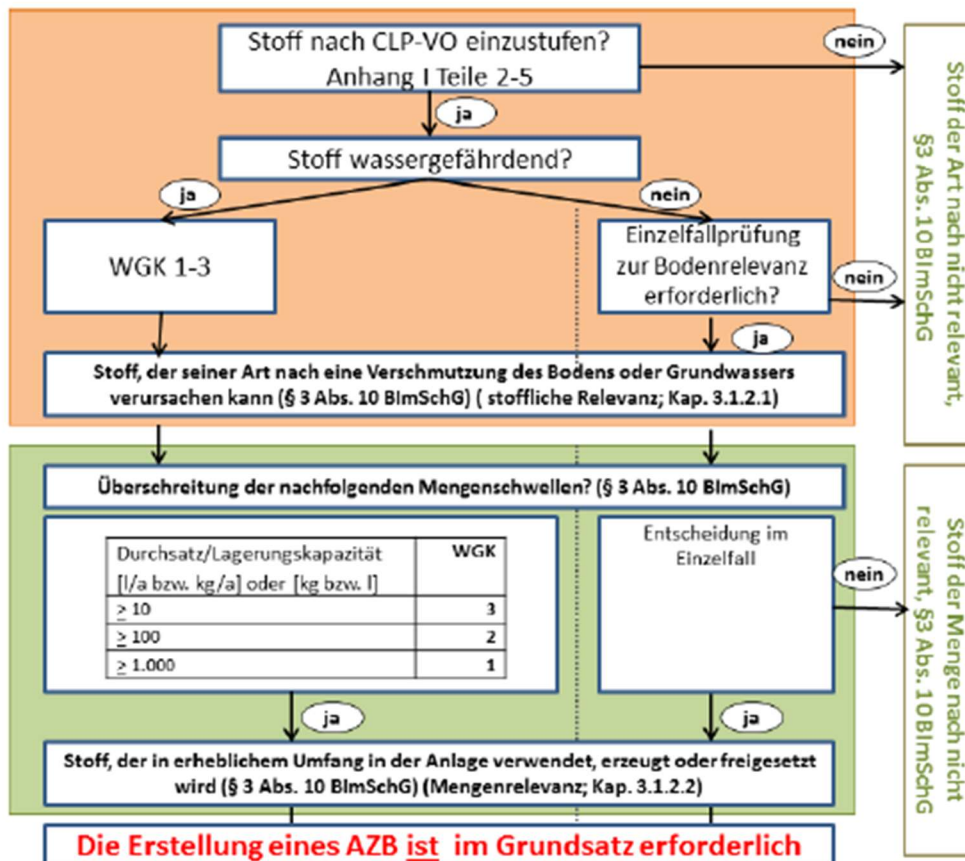 Stoff nach CLP-VO einzustufen?
Anhang I Teile 2-5
nein
ja
Stoff wassergefährdend?
ja
nein
WGK 1-3
Einzelfallprüfung
zur Bodenrelevanz
erforderlich?
nein
ja
Stoff der Art nach nicht relevant,
§3 Abs. 10 BImSchG
Stoff, der seiner Art nach eine Verschmutzung des Bodens oder Grundwassers
verursachen kann (§ 3 Abs. 10 BImSchG) ( stoffliche Relevanz; Kap. 3.1.2.1)
Überschreitung der nachfolgenden Mengenschwellen? (§ 3 Abs. 10 BImSchG)
Durchsatz/Lagerungskapazität WGK
[l/a bzw. kg/a] oder [kg bzw. l]
≥ 10 3
≥ 100 2
≥ 1.000 1
Entscheidung im
Einzelfall
nein
Stoff der Menge nach nicht
relevant, §3 Abs. 10 BImSchG
ja
ja
Stoff, der in erheblichem Umfang in der Anlage verwendet, erzeugt oder freigesetzt
wird (§ 3 Abs. 10 BImSchG) (Mengenrelevanz; Kap. 3.1.2.2)
Die Erstellung eines AZB ist im Grundsatz erforderlich